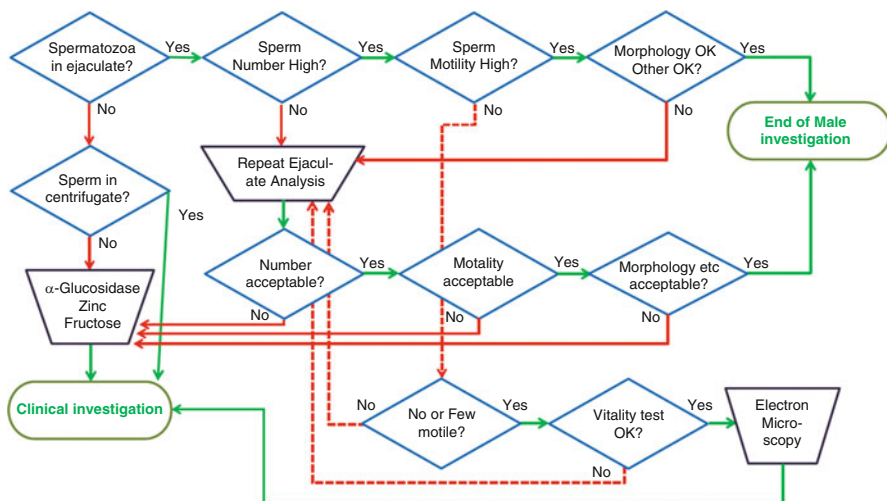 Spermatozoa
in ejaculate?
Yes
Sperm
Number High?
Yes
Sperm
Motility High?
Yes
Morphology OK
Other OK?
Yes
No
No
No
No
End of Male
investigation
Repeat Ejacul-
ate Analysis
Sperm in
centrifugate?
Yes
No
Number
acceptable?
Yes
Motality
acceptable
Yes
Morphology etc
acceptable?
Yes
α-Glucosidase
Zinc
Fructose
No
No
No
Clinical investigation
No
No or Few
motile?
Yes
Vitality test
OK?
Yes
Electron
Micro-
scopy
No